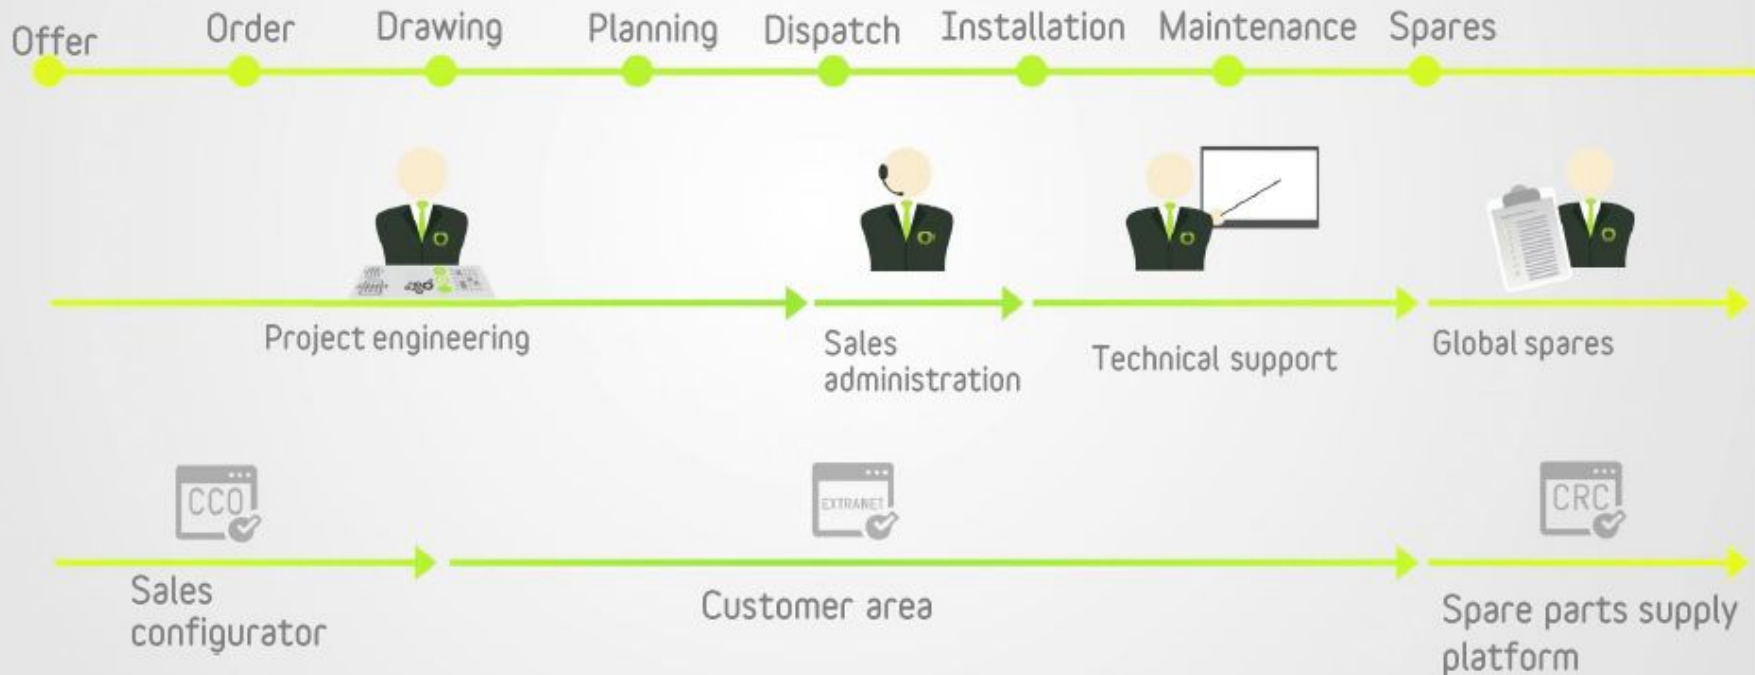 Offer
Order
Drawing
Planning
Dispatch
Installation
Maintenance
Spares
Project engineering
Sales
administration
Technical support
Global spares
CCO
EXTRANET
CRC
Sales
configurator
Customer area
Spare parts supply
platform